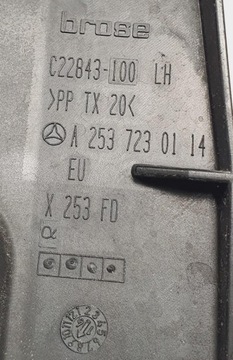 brose
C22843-100 LH
>PP TX 20<
A 253 723 01 14
EU
X 253 FD
α